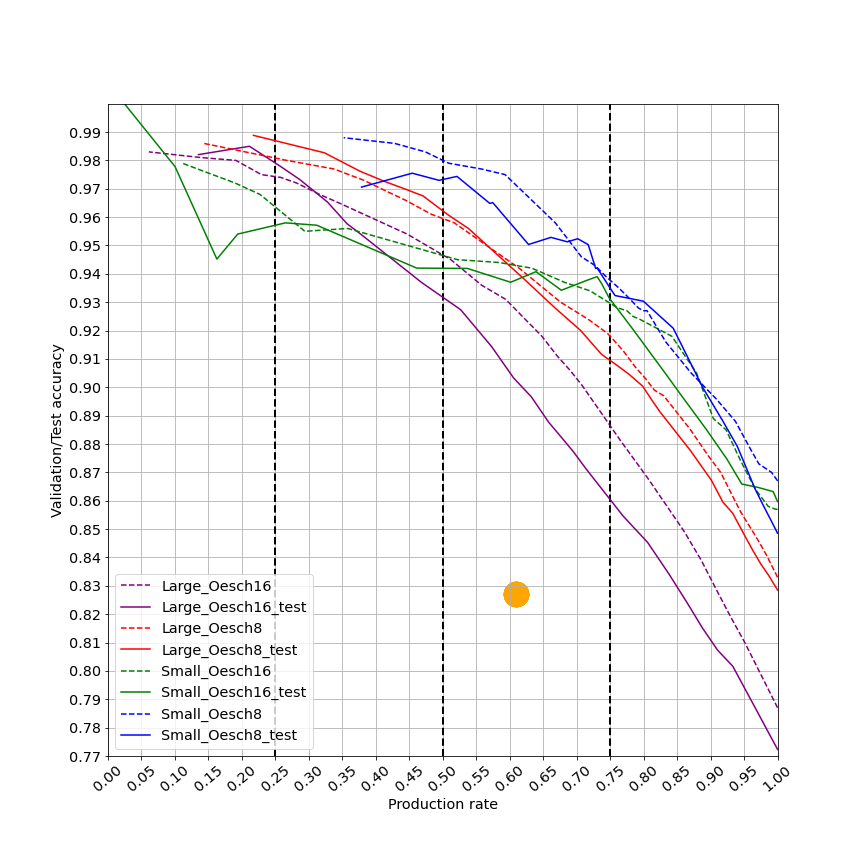 Validation/Test accuracy
0.99
0.98
0.97
0.96
0.95
0.94
0.93
0.92
0.91
0.90
0.89
0.88
0.87
0.86
0.85
0.84
0.83
0.82
0.81
0.80
0.79
0.78
0.77
Large_Oesch16
Large_Oesch16_test
Large_Oesch8
Large_Oesch8_test
Small_Oesch16
Small_Oesch16_test
Small_Oesch8
Small_Oesch8_test
0.00 0.05 0.10 0.15 0.20 0.25 0.30 0.35 0.40 0.45 0.50 0.55 0.60 0.65 0.70 0.75 0.80 0.85 0.90 0.95 1.00
Production rate